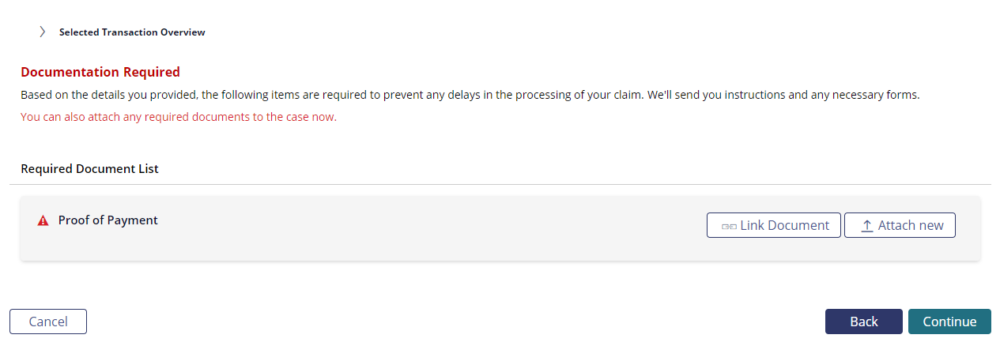 Selected Transaction Overview
Documentation Required
Based on the details you provided, the following items are required to prevent any delays in the processing of your claim. We'll send you instructions and any necessary forms.
You can also attach any required documents to the case now.
Required Document List
Proof of Payment
Link Document
Attach new
Cancel
Back
Continue